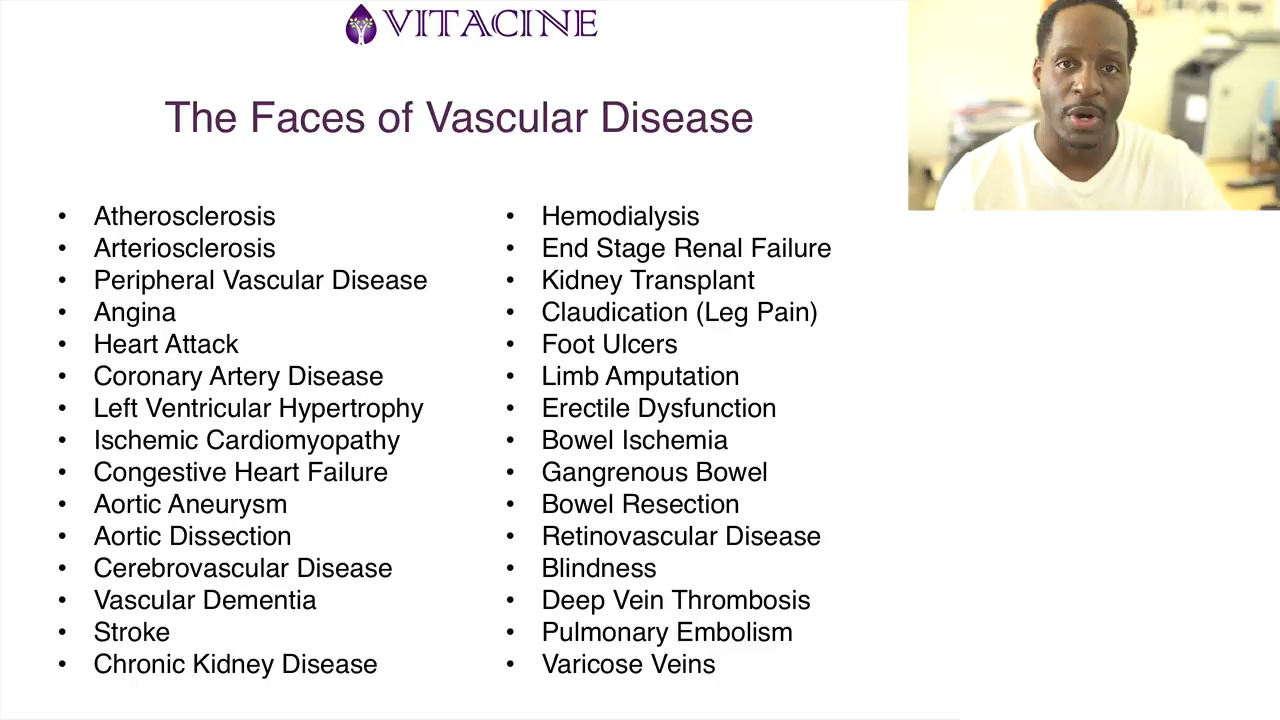 VITACINE
The Faces of Vascular Disease
• Atherosclerosis
• Arteriosclerosis
• Peripheral Vascular Disease
• Angina
• Heart Attack
• Coronary Artery Disease
• Left Ventricular Hypertrophy
• Ischemic Cardiomyopathy
• Congestive Heart Failure
• Aortic Aneurysm
• Aortic Dissection
• Cerebrovascular Disease
• Vascular Dementia
• Stroke
• Chronic Kidney Disease
• Hemodialysis
• End Stage Renal Failure
• Kidney Transplant
• Claudication (Leg Pain)
• Foot Ulcers
• Limb Amputation
• Erectile Dysfunction
• Bowel Ischemia
• Gangrenous Bowel
• Bowel Resection
• Retinovascular Disease
• Blindness
• Deep Vein Thrombosis
• Pulmonary Embolism
• Varicose Veins